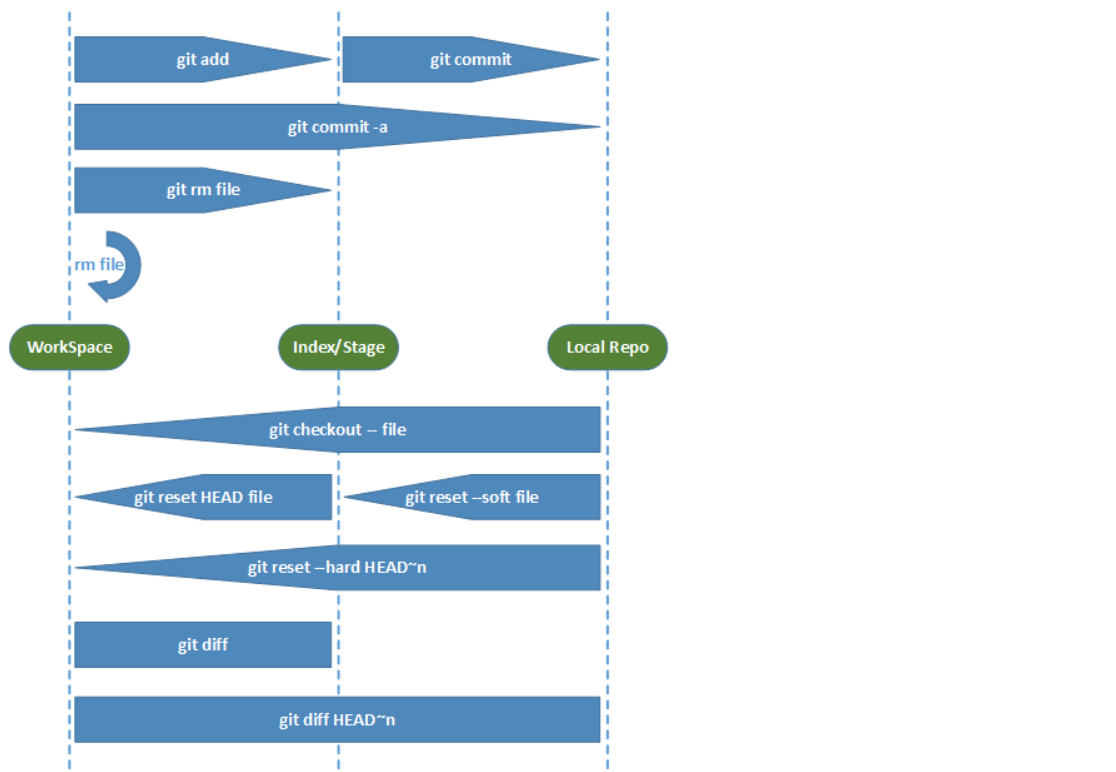 git add
git commit
git commit -a
git rm file
rm file
WorkSpace
Index/Stage
Local Repo
git checkout -- file
git reset HEAD file
git reset --soft file
git reset --hard HEAD~n
git diff
git diff HEAD~n